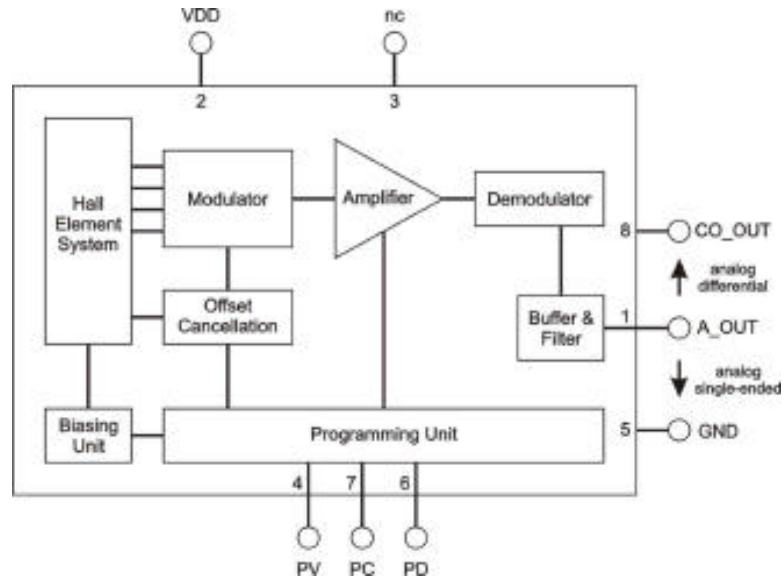 VDD
nc
2
3
Hall
Element
System
Modulator
Amplifier
Demodulator
8
CO_OUT
analog
differential
Offset
Cancellation
Buffer &
Filter
1
A_OUT
analog
single-ended
Biasing
Unit
Programming Unit
5
GND
4
7
6
PV
PC
PD